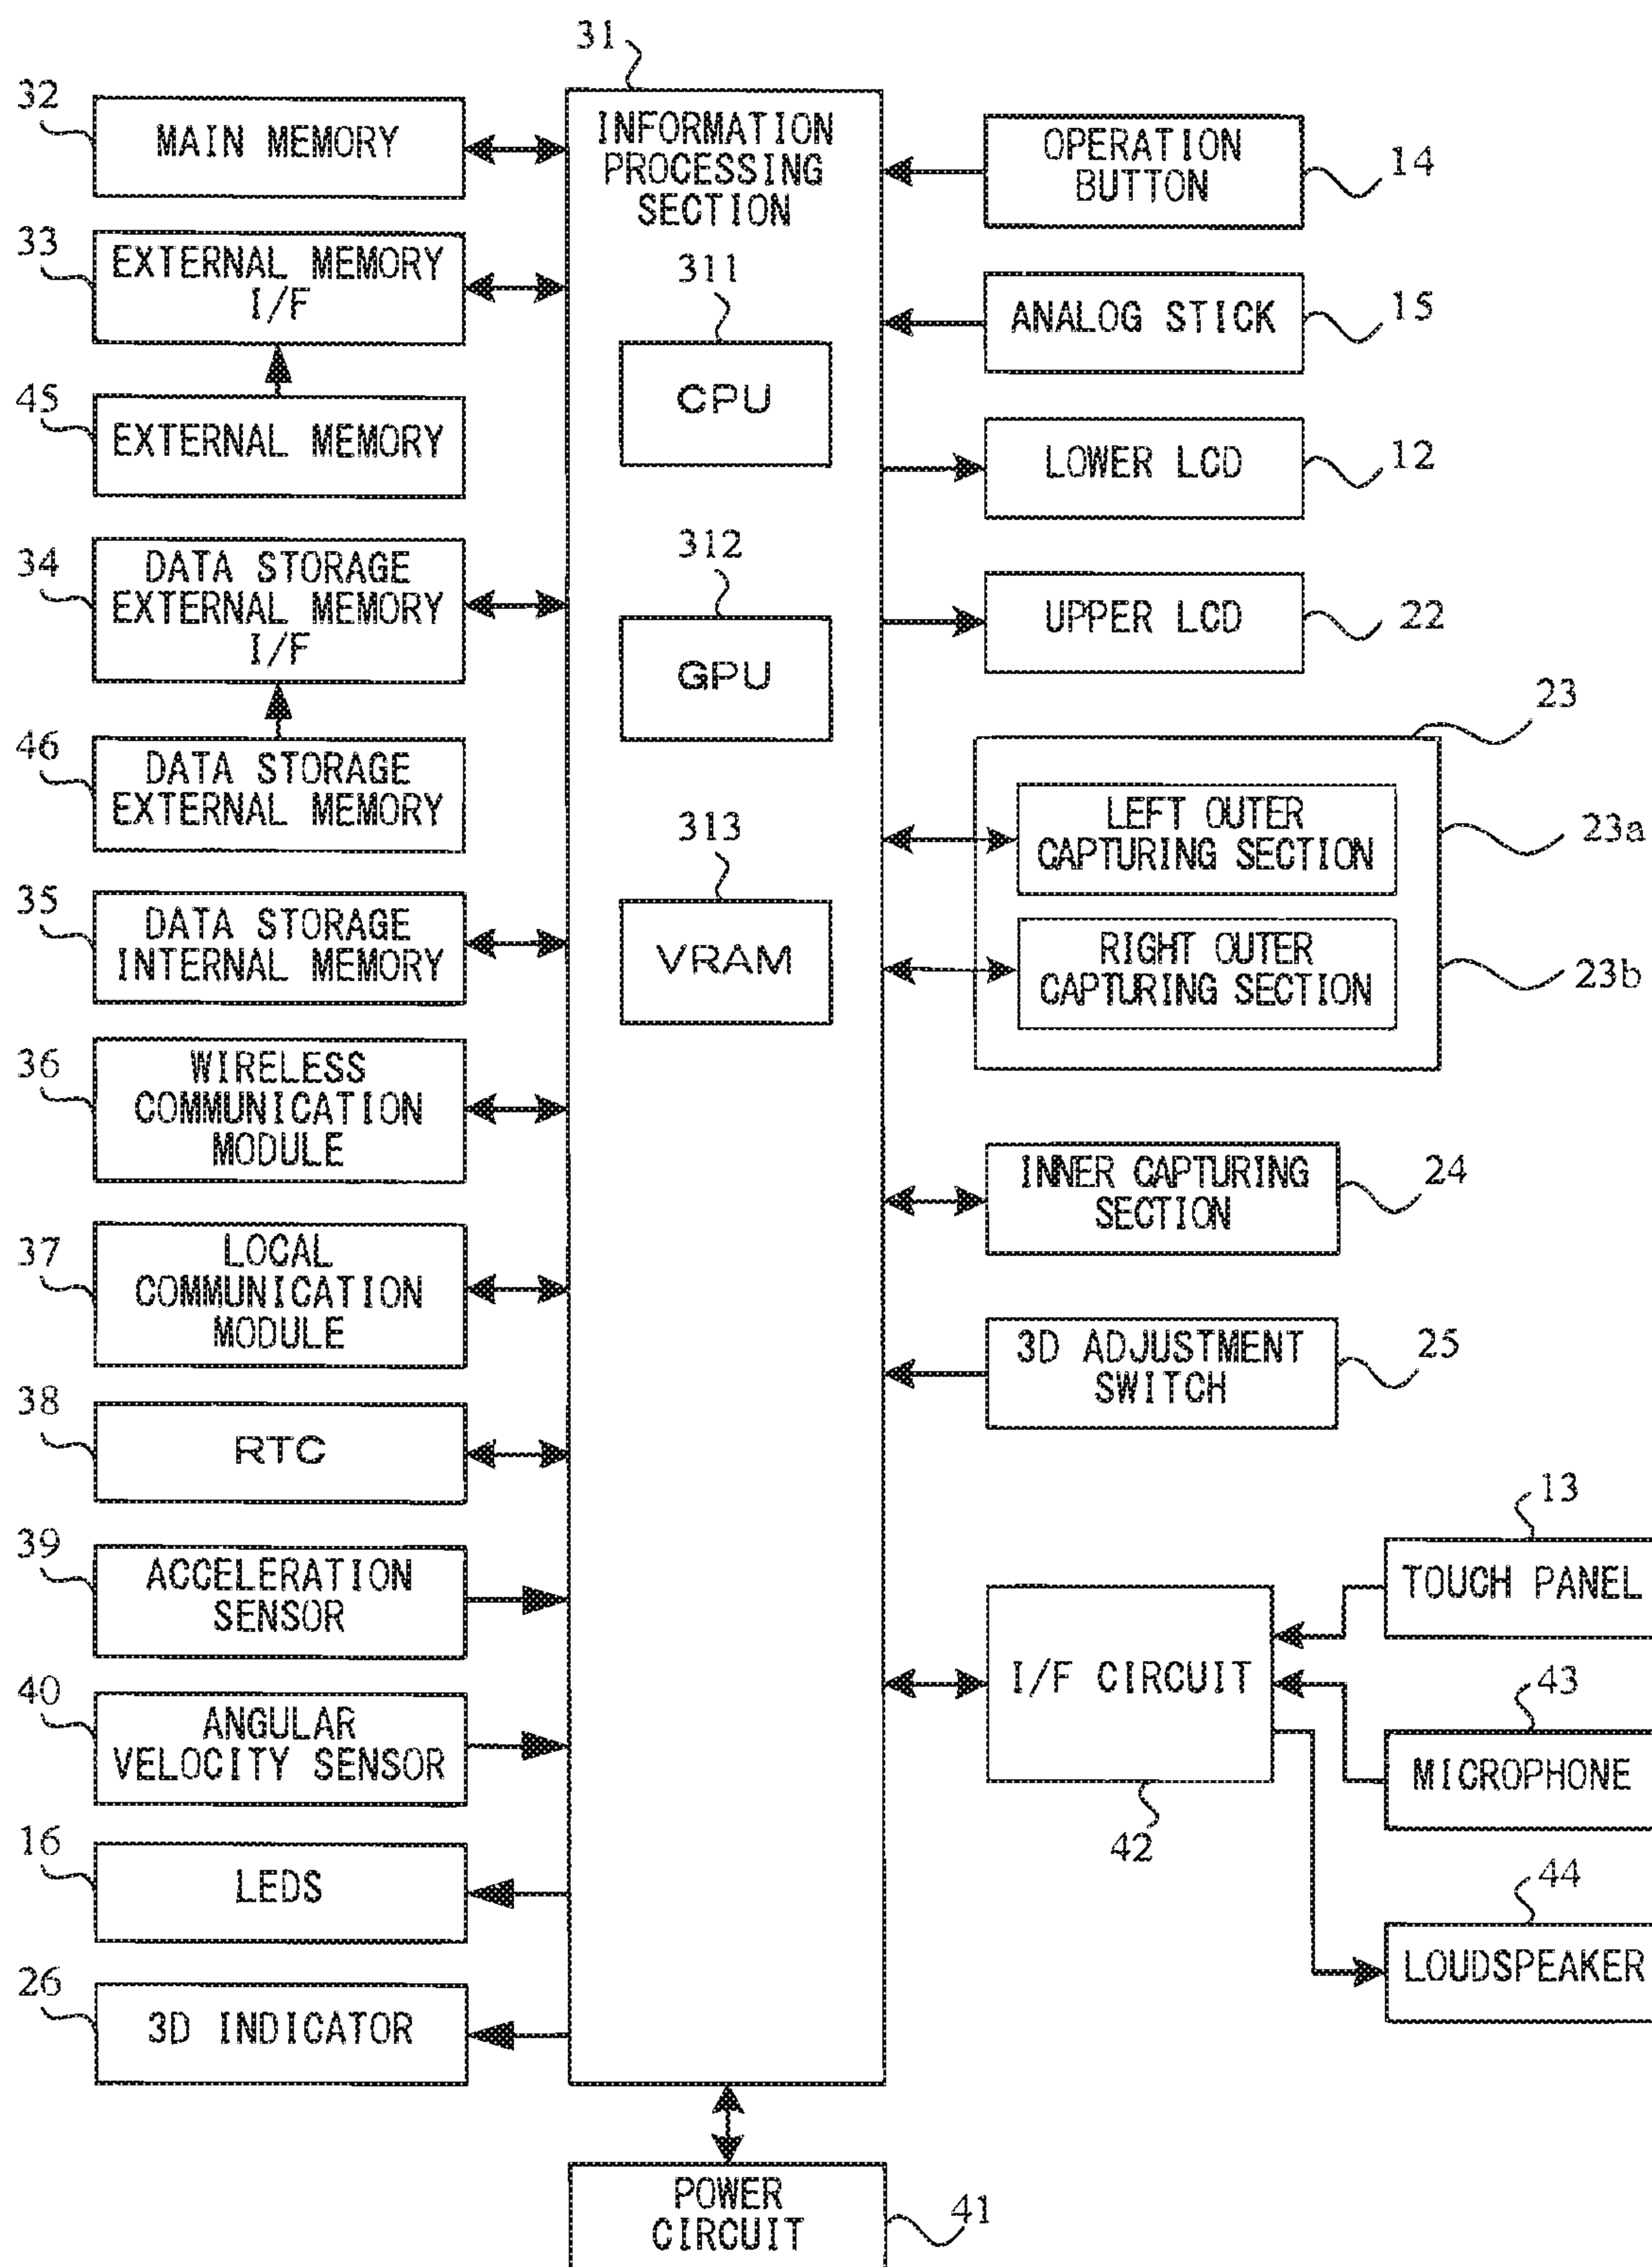 31
32
MAIN MEMORY
33
EXTERNAL MEMORY
I/F
45
EXTERNAL MEMORY
34
DATA STORAGE
EXTERNAL MEMORY
I/F
46
DATA STORAGE
EXTERNAL MEMORY
35
DATA STORAGE
INTERNAL MEMORY
36
WIRELESS
COMMUNICATION
MODULE
37
LOCAL
COMMUNICATION
MODULE
38
RTC
39
ACCELERATION
SENSOR
40
ANGULAR
VELOCITY SENSOR
16
LEDS
26
3D INDICATOR
INFORMATION
PROCESSING
SECTION
311
CPU
312
GPU
313
VRAM
OPERATION
BUTTON
14
ANALOG STICK
15
LOWER LCD
12
UPPER LCD
22
23
LEFT OUTER
CAPTURING SECTION
23a
RIGHT OUTER
CAPTURING SECTION
23b
INNER CAPTURING
SECTION
24
3D ADJUSTMENT
SWITCH
25
13
TOUCH PANEL
I/F CIRCUIT
42
43
MICROPHONE
44
LOUDSPEAKER
POWER
CIRCUIT
41